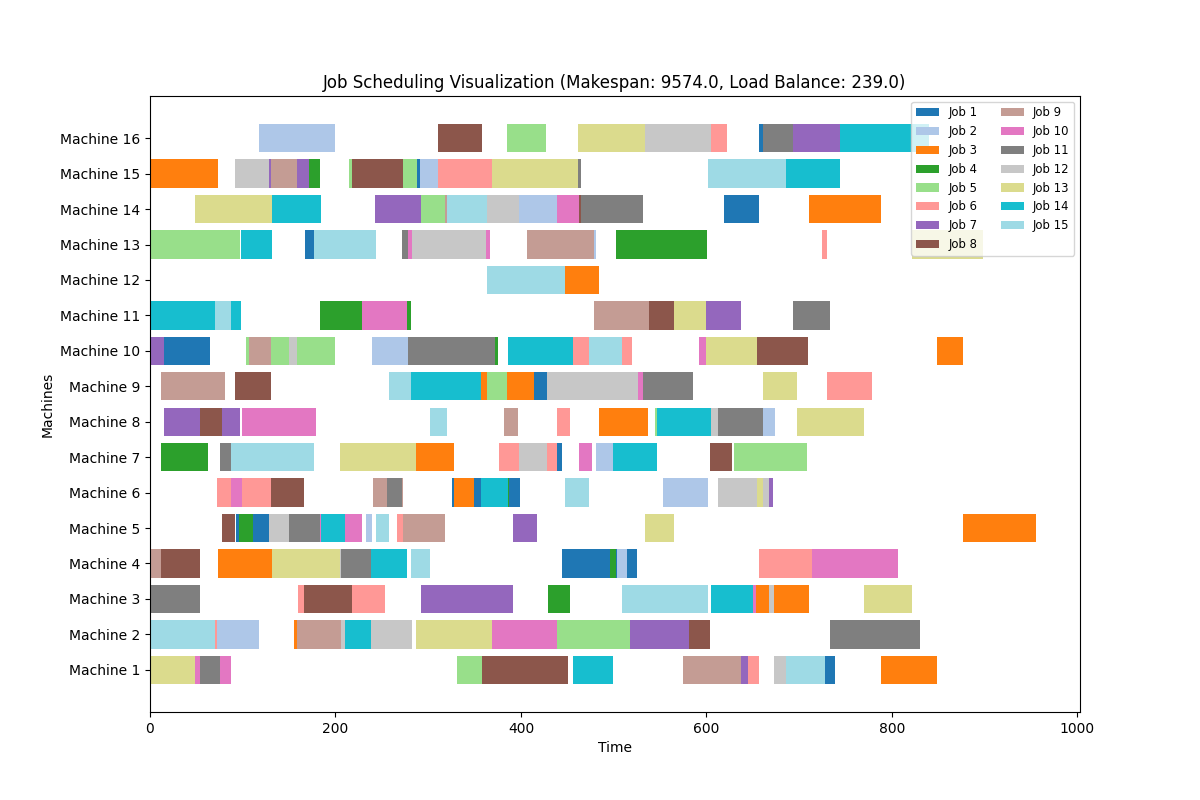 Job Scheduling Visualization (Makespan: 9574.0, Load Balance: 239.0)
Machine 16
Machine 15
Machine 14
Machine 13
Machine 12
Machine 11
Machine 10
Machine 9
Machine 8
Machine 7
Machine 6
Machine 5
Machine 4
Machine 3
Machine 2
Machine 1
Machines
0 200 400 600 800 1000
Time
Job 1
Job 2
Job 3
Job 4
Job 5
Job 6
Job 7
Job 8
Job 9
Job 10
Job 11
Job 12
Job 13
Job 14
Job 15